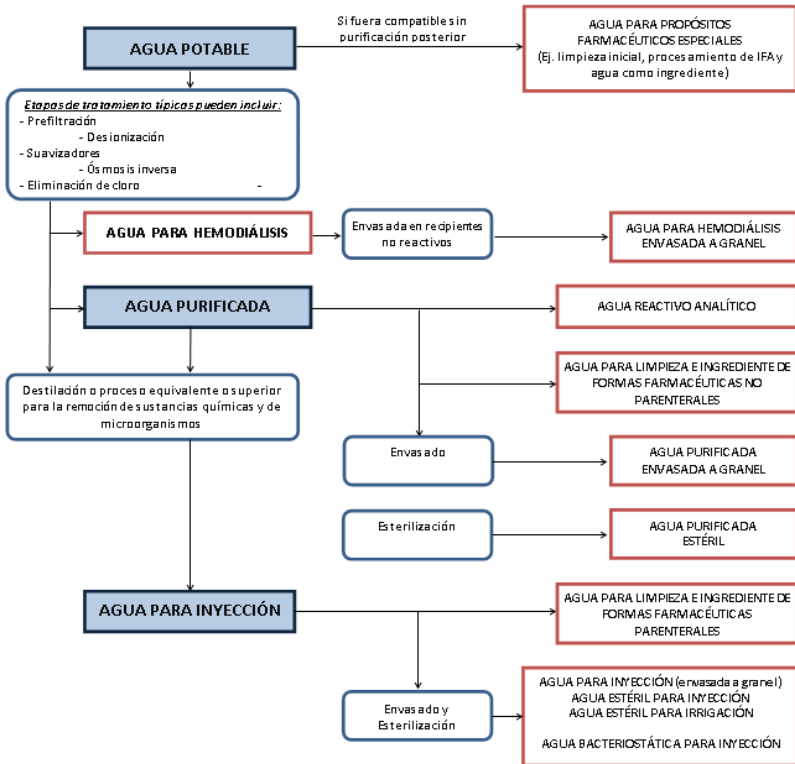 AGUA POTABLE
Si fuera compatible sin
purificación posterior
AGUA PARA PROPÓSITOS
FARMACÉUTICOS ESPECIALES
(Ej. limpieza inicial, procesamiento de IFA y
agua como ingrediente)
Etapas de tratamiento típicas pueden incluir:
- Prefiltración
- Desionización
- Suavizadores
- Ósmosis inversa
- Eliminación de cloro -
AGUA PARA HEMODIÁLISIS
Envasada en recipientes
no reactivos
AGUA PARA HEMODIÁLISIS
ENVASADA A GRANEL
AGUA PURIFICADA
AGUA REACTIVO ANALÍTICO
AGUA PARA LIMPIEZA E INGREDIENTE DE
FORMAS FARMACÉUTICAS NO
PARENTERALES
Destilación o proceso equivalente o superior
para la remoción de sustancias químicas y de
microorganismos
Envasado
AGUA PURIFICADA
ENVASADA A GRANEL
Esterilización
AGUA PURIFICADA
ESTÉRIL
AGUA PARA INYECCIÓN
AGUA PARA LIMPIEZA E INGREDIENTE DE
FORMAS FARMACÉUTICAS
PARENTERALES
Envasado y
Esterilización
AGUA PARA INYECCIÓN (envasada a granel)
AGUA ESTÉRIL PARA INYECCIÓN
AGUA ESTÉRIL PARA IRRIGACIÓN
AGUA BACTERIOSTÁTICA PARA INYECCIÓN